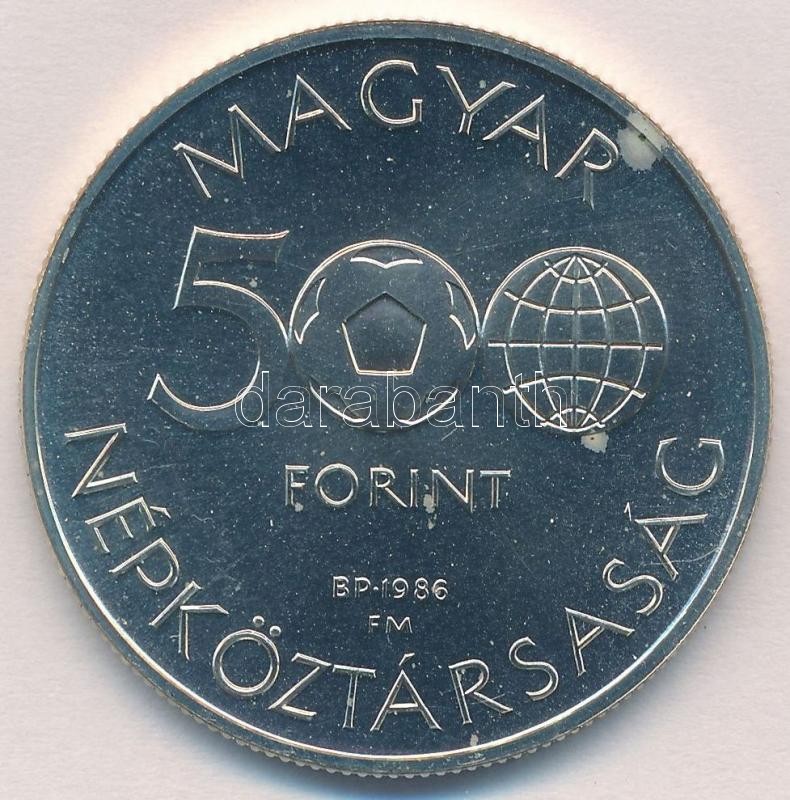 MAGYAR
500
FORINT
BP·1986
FM
NÉPKÖZTÁRSASÁG
darabanth